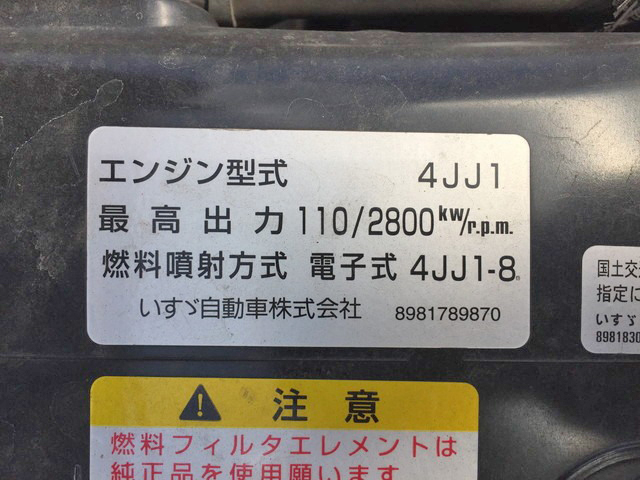 エンジン型式 4JJ1
最高出力 110/2800kw/r.p.m.
燃料噴射方式 電子式 4JJ1-8
いすゞ自動車株式会社 8981789870
国土交
指定に
いすゞ
8981830
注意
燃料フィルタエレメントは
純正品を使用願います